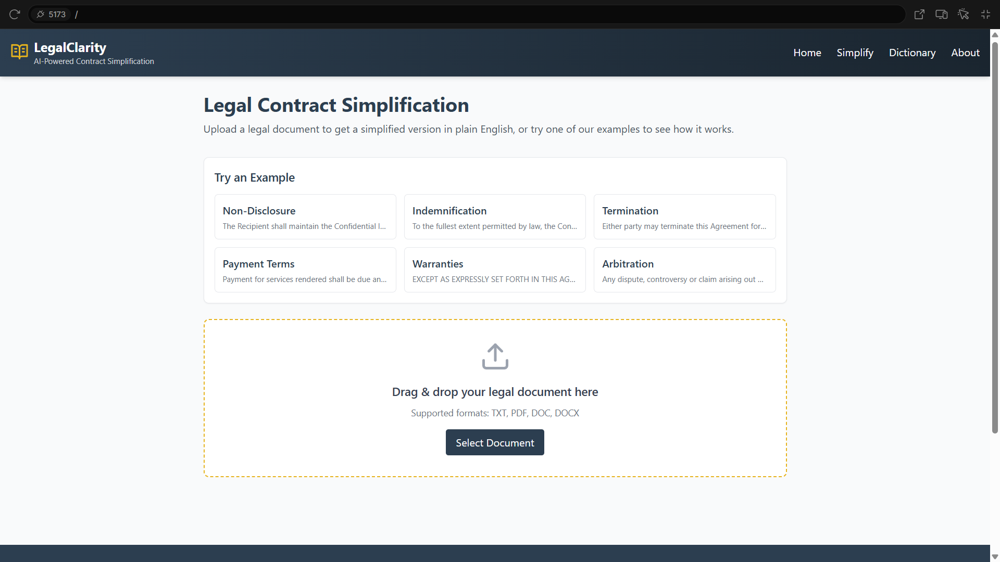 5173 /
LegalClarity
AI-Powered Contract Simplification
Home Simplify Dictionary About
Legal Contract Simplification
Upload a legal document to get a simplified version in plain English, or try one of our examples to see how it works.
Try an Example
Non-Disclosure
The Recipient shall maintain the Confidential I...
Indemnification
To the fullest extent permitted by law, the Con...
Termination
Either party may terminate this Agreement for...
Payment Terms
Payment for services rendered shall be due an...
Warranties
EXCEPT AS EXPRESSLY SET FORTH IN THIS AG...
Arbitration
Any dispute, controversy or claim arising out ...
Drag & drop your legal document here
Supported formats: TXT, PDF, DOC, DOCX
Select Document